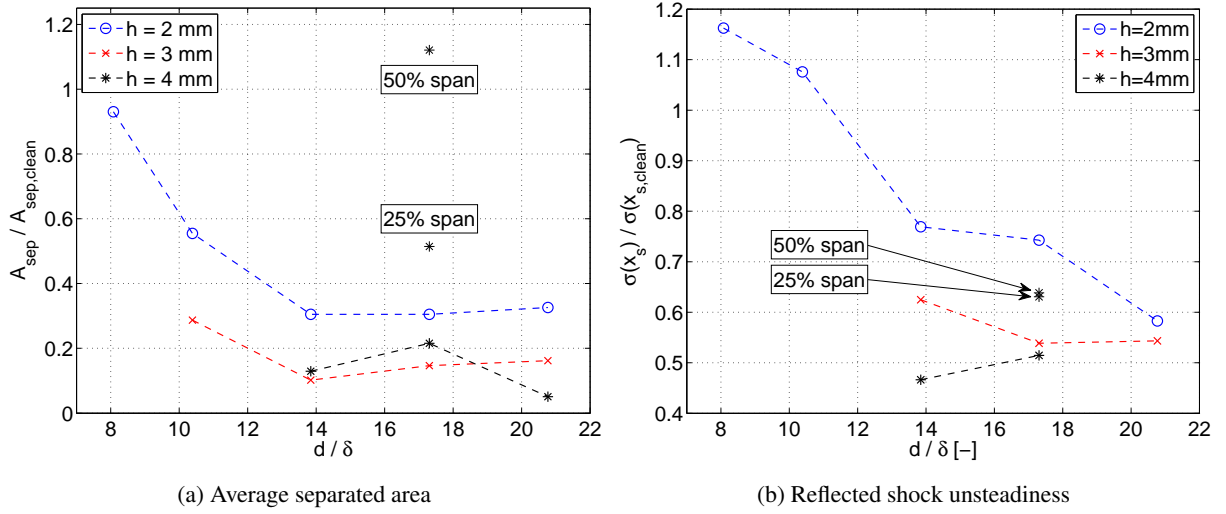 1.2
1
0.8
0.6
0.4
0.2
0
A_sep / A_sep,clean
h = 2 mm
h = 3 mm
h = 4 mm
50% span
25% span
8 10 12 14 16 18 20 22
d / δ
(a) Average separated area
1.2
1.1
1
0.9
0.8
0.7
0.6
0.5
0.4
σ(x_s) / σ(x_s,clean)
h=2mm
h=3mm
h=4mm
50% span
25% span
8 10 12 14 16 18 20 22
d / δ [−]
(b) Reflected shock unsteadiness